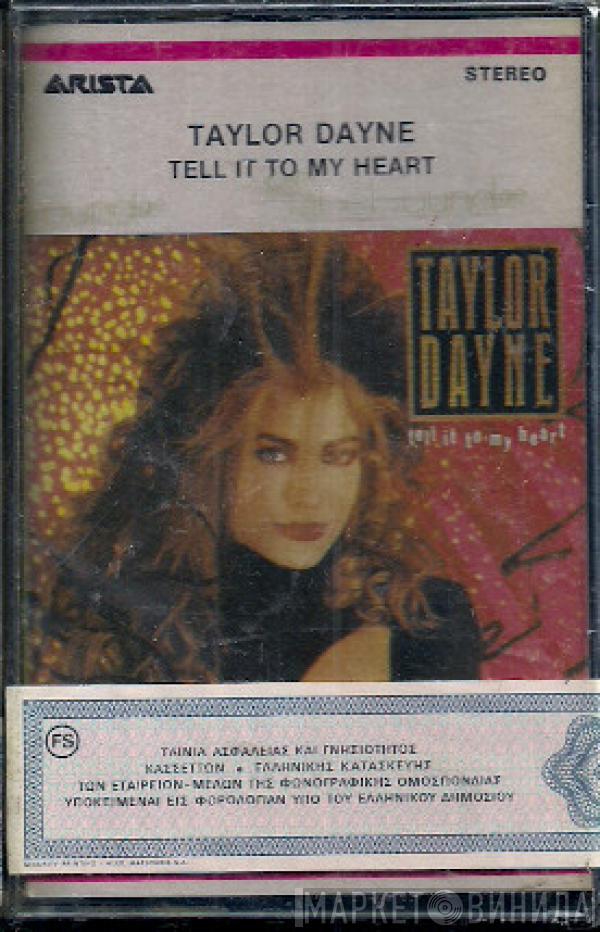 ARISTA
STEREO
TAYLOR DAYNE
TELL IT TO MY HEART
TAYLOR
DAYNE
tell it to my heart
FS
ΤΑΙΝΙΑ ΑΣΦΑΛΕΙΑΣ ΚΑΙ ΓΝΗΣΙΟΤΗΤΟΣ
ΚΑΣΣΕΤΤΩΝ • ΕΛΛΗΝΙΚΗΣ ΚΑΤΑΣΚΕΥΗΣ
ΤΩΝ ΕΤΑΙΡΕΙΩΝ-ΜΕΛΩΝ ΤΗΣ ΦΩΝΟΓΡΑΦΙΚΗΣ ΟΜΟΣΠΟΝΔΙΑΣ
ΥΠΟΚΕΙΜΕΝΑΙ ΕΙΣ ΦΟΡΟΛΟΓΙΑΝ ΥΠΟ ΤΟΥ ΕΛΛΗΝΙΚΟΥ ΔΗΜΟΣΙΟΥ
МАРКЕТ ВИНИЛА